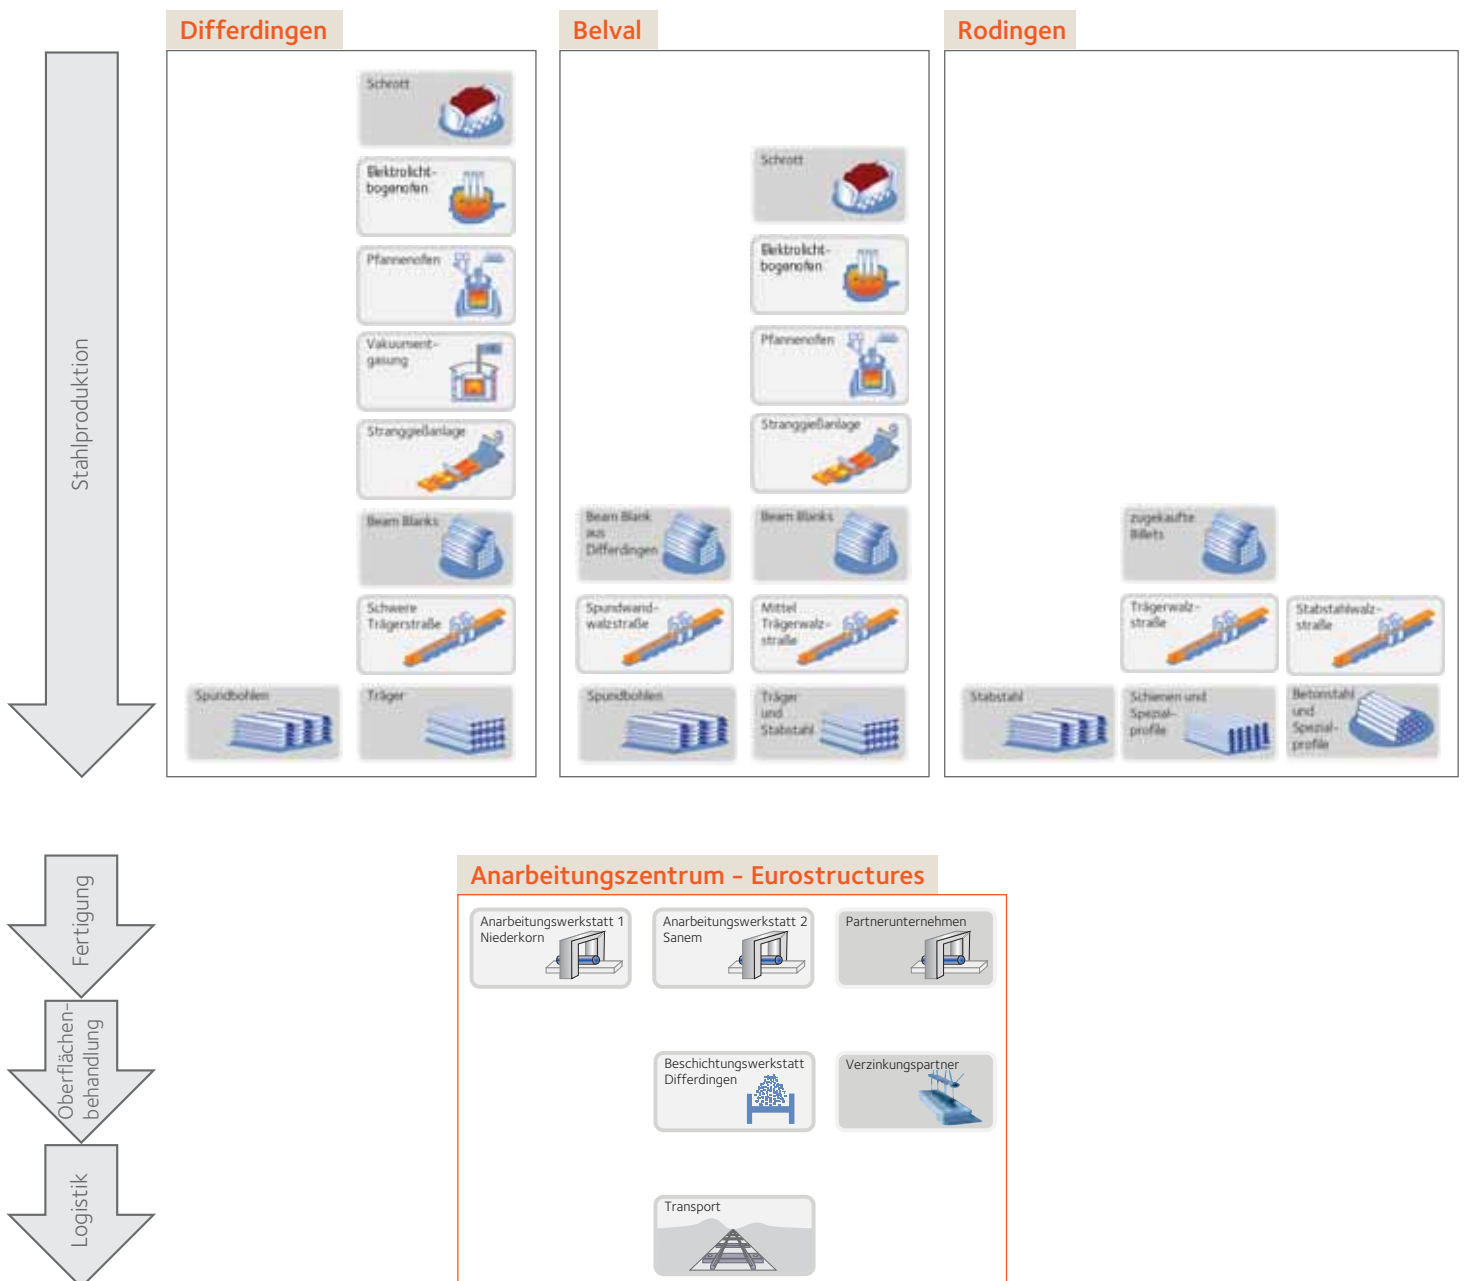 Differdingen
Belval
Rodingen
Stahlproduktion
Schrott
Elektrolicht-
bogenofen
Pfannenofen
Vakuument-
gasung
Stranggießanlage
Beam Blanks
Schwere
Trägerstraße
Spundbohlen
Träger
Schrott
Elektrolicht-
bogenofen
Pfannenofen
Stranggießanlage
Beam Blank
aus
Differdingen
Beam Blanks
Spundwand-
walzstraße
Mittel
Trägerwalz-
straße
Spundbohlen
Träger
und
Stabstahl
zugekaufte
Billets
Trägerwalz-
straße
Stabstahlwalz-
straße
Stabstahl
Schienen und
Spezial-
profile
Betonstahl
und
Spezial-
profile
Anarbeitungszentrum - Eurostructures
Fertigung
Anarbeitungswerkstatt 1
Niederkorn
Anarbeitungswerkstatt 2
Sanem
Partnerunternehmen
Oberflächen-
behandlung
Beschichtungswerkstatt
Differdingen
Verzinkungspartner
Logistik
Transport